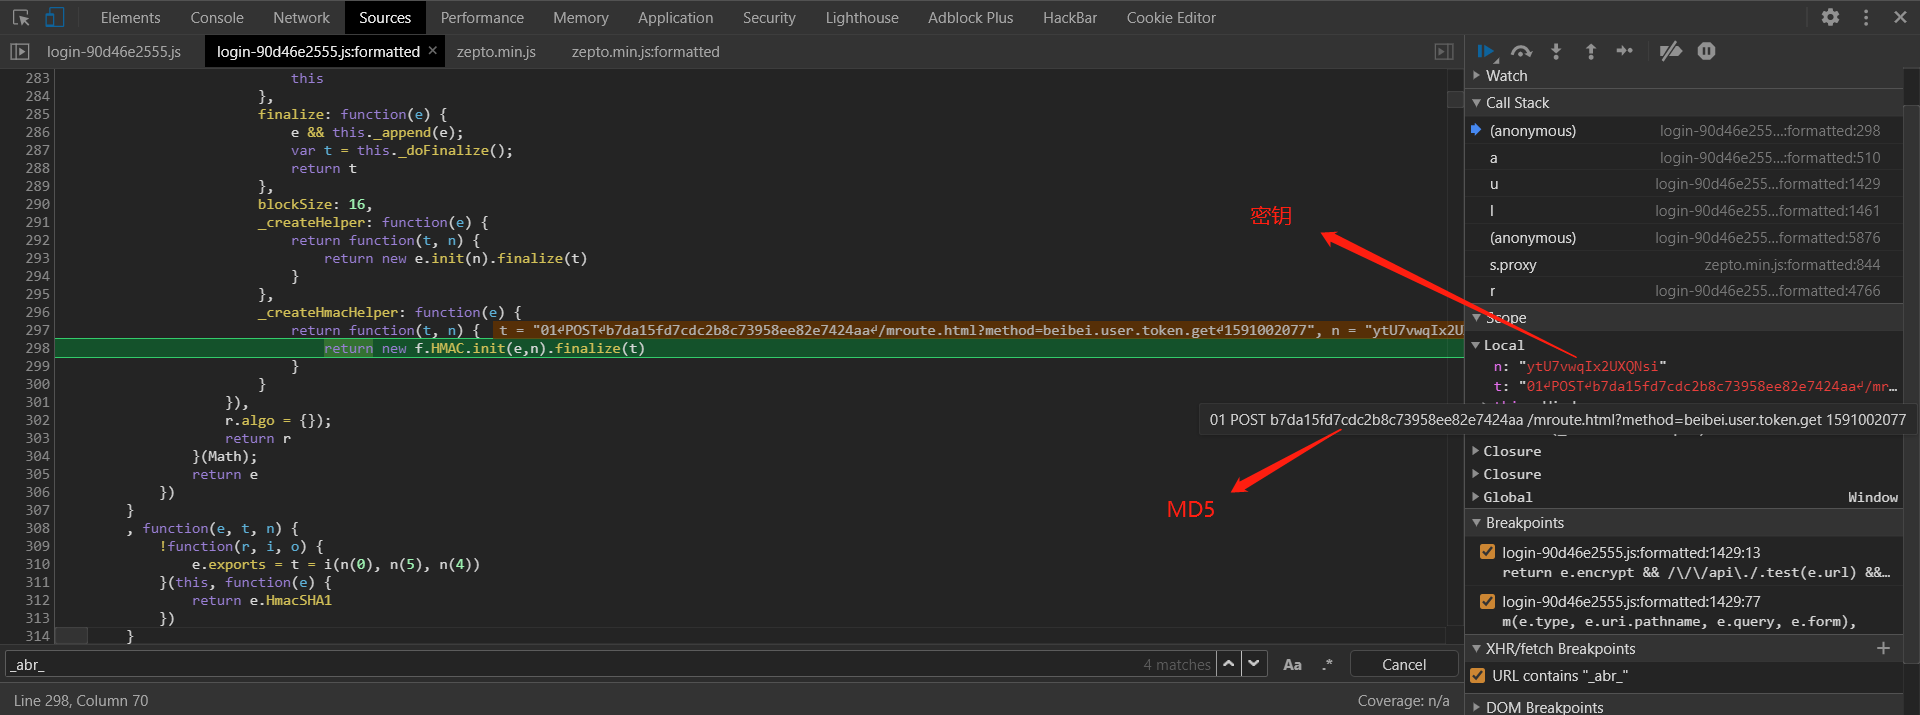 Elements Console Network Sources Performance Memory Application Security Lighthouse Adblock Plus HackBar Cookie Editor
login-90d46e2555.js login-90d46e2555.js:formatted × zepto.min.js zepto.min.js:formatted
283 this
284 },
285 finalize: function(e) {
286 e && this._append(e);
287 var t = this._doFinalize();
288 return t
289 },
290 blockSize: 16,
291 _createHelper: function(e) {
292 return function(t, n) {
293 return new e.init(n).finalize(t)
294 }
295 },
296 _createHmacHelper: function(e) {
297 return function(t, n) { t = "01↵POST↵b7da15fd7cdc2b8c73958ee82e7424aa↵/mroute.html?method=beibei.user.token.get↵1591002077", n = "ytU7vwqIx2U
298 return new f.HMAC.init(e,n).finalize(t)
299 }
300 }
301 }),
302 r.algo = {});
303 return r
304 }(Math);
305 return e
306 })
307 }
308 , function(e, t, n) {
309 !function(r, i, o) {
310 e.exports = t = i(n(0), n(5), n(4))
311 }(this, function(e) {
312 return e.HmacSHA1
313 })
314 }
密钥
MD5
_abr_ 4 matches Aa .* Cancel
Line 298, Column 70 Coverage: n/a
Watch
Call Stack
(anonymous) login-90d46e255...:formatted:298
a login-90d46e255...:formatted:510
u login-90d46e255...formatted:1429
l login-90d46e255...formatted:1461
(anonymous) login-90d46e255...formatted:5876
s.proxy zepto.min.js:formatted:844
r login-90d46e255...formatted:4766
Scope
Local
n: "ytU7vwqIx2UXQNsi"
t: "01↵POST↵b7da15fd7cdc2b8c73958ee82e7424aa↵/mr…
01 POST b7da15fd7cdc2b8c73958ee82e7424aa /mroute.html?method=beibei.user.token.get 1591002077
Closure
Closure
Global Window
Breakpoints
login-90d46e2555.js:formatted:1429:13
return e.encrypt && /\/\/api\./.test(e.url) &&…
login-90d46e2555.js:formatted:1429:77
m(e.type, e.uri.pathname, e.query, e.form),
XHR/fetch Breakpoints +
URL contains "_abr_"
DOM Breakpoints